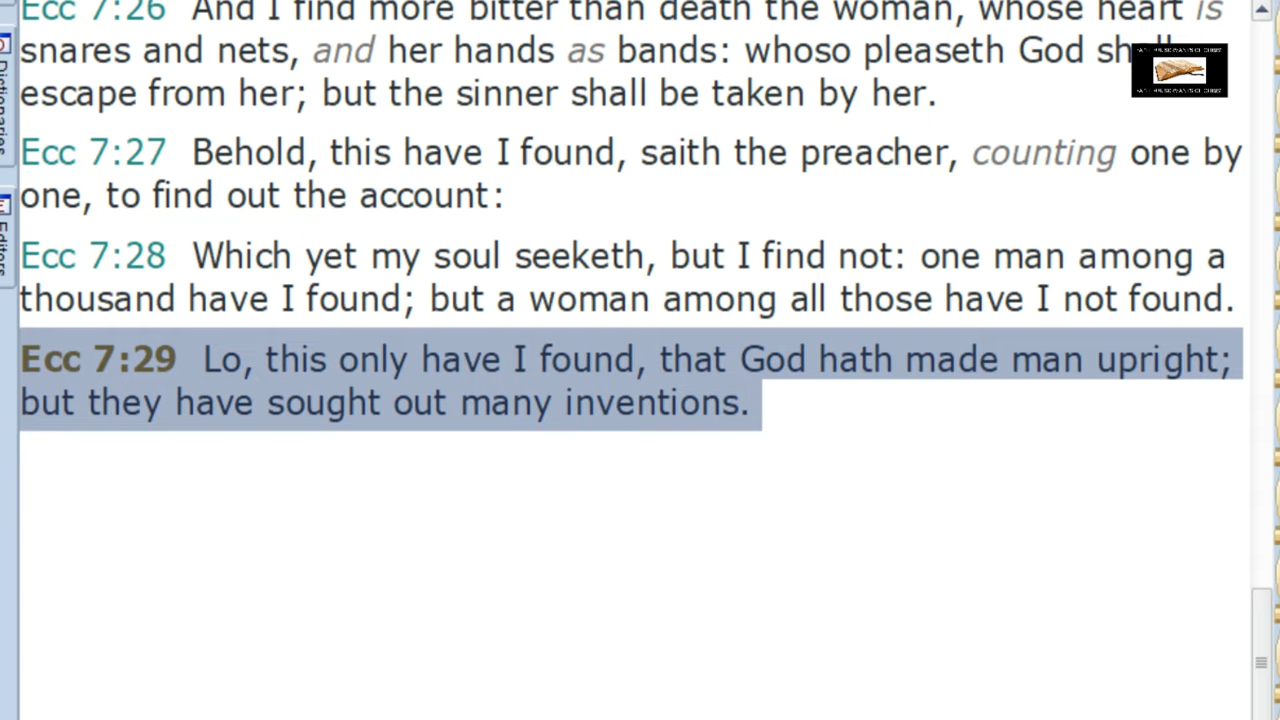 Ecc 7:26 And I find more bitter than death the woman, whose heart is
snares and nets, and her hands as bands: whoso pleaseth God
escape from her; but the sinner shall be taken by her.
Ecc 7:27 Behold, this have I found, saith the preacher, counting one by
one, to find out the account:
Ecc 7:28 Which yet my soul seeketh, but I find not: one man among a
thousand have I found; but a woman among all those have I not found.
Ecc 7:29 Lo, this only have I found, that God hath made man upright;
but they have sought out many inventions.
Dictionaries
Editors